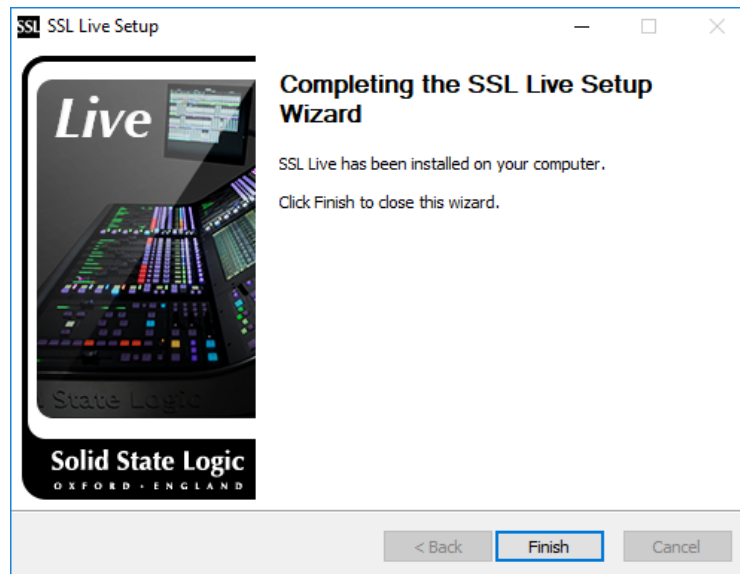 SSL SSL Live Setup
Live
Completing the SSL Live Setup
Wizard
SSL Live has been installed on your computer.
Click Finish to close this wizard.
State Logic
Solid State Logic
OXFORD · ENGLAND
< Back Finish Cancel